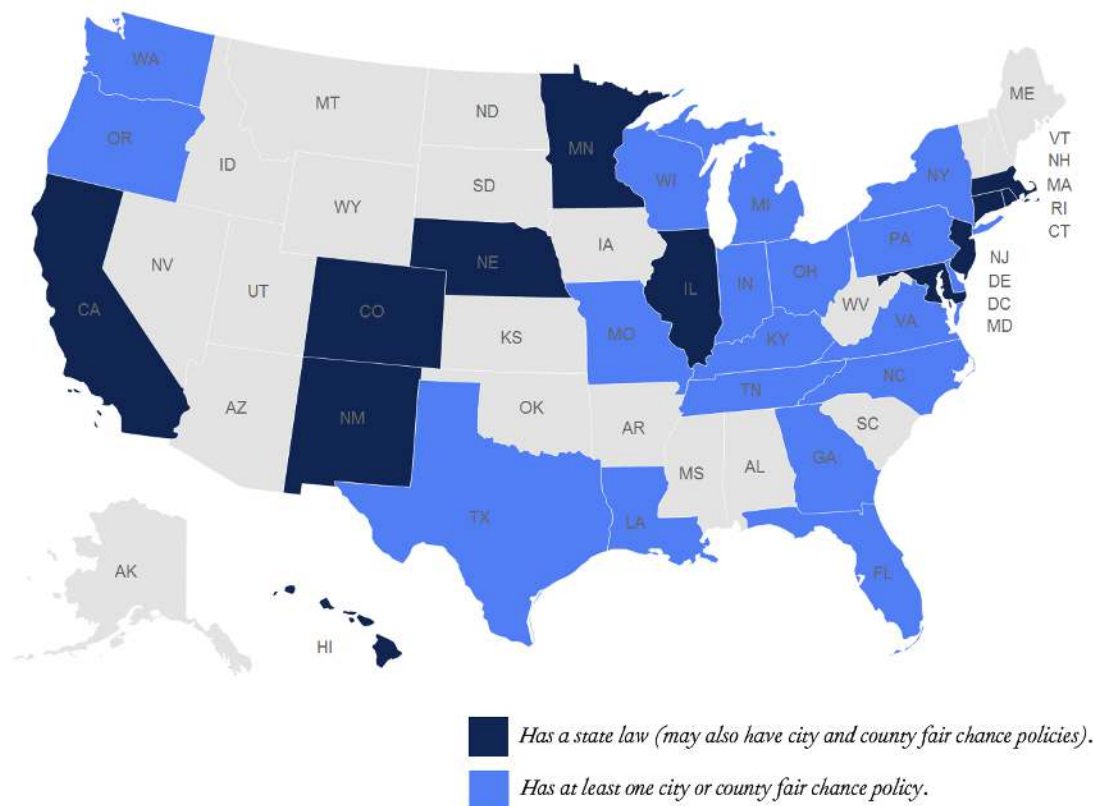 WA
MT
ND
ME
OR
MN
VT
ID
NH
SD
WI
NY
MA
WY
MI
RI
CT
IA
PA
NE
NJ
NV
OH
IN
DE
UT
IL
WV
CA
CO
DC
VA
MD
KS
MO
KY
NC
TN
AZ
OK
NM
AR
SC
GA
MS
AL
TX
LA
AK
FL
HI
Has a state law (may also have city and county fair chance policies).
Has at least one city or county fair chance policy.